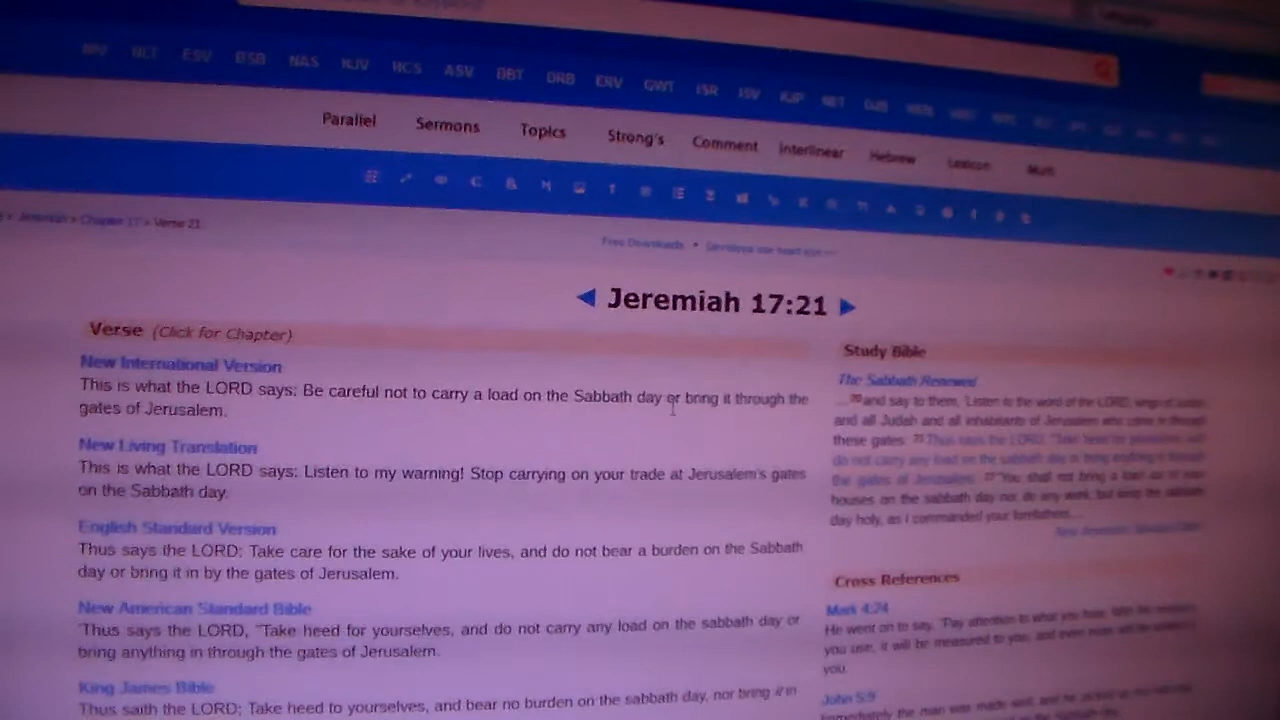 NLT ESV BSB NAS KJV HCS ASV DBT DRB ERV GWT ISR ISV KJP NET
Parallel Sermons Topics Strong's Comment Interlinear Hebrew Lexicon Mult
Jeremiah > Chapter 17 > Verse 21
Free Downloads •
◄ Jeremiah 17:21 ►
Verse (Click for Chapter)
New International Version
This is what the LORD says: Be careful not to carry a load on the Sabbath day or bring it through the
gates of Jerusalem.
New Living Translation
This is what the LORD says: Listen to my warning! Stop carrying on your trade at Jerusalem's gates
on the Sabbath day.
English Standard Version
Thus says the LORD: Take care for the sake of your lives, and do not bear a burden on the Sabbath
day or bring it in by the gates of Jerusalem.
New American Standard Bible
"Thus says the LORD, "Take heed for yourselves, and do not carry any load on the sabbath day or
bring anything in through the gates of Jerusalem.
King James Bible
Thus saith the LORD; Take heed to yourselves, and bear no burden on the sabbath day, nor bring it in
Study Bible
The Sabbath Renewed
…20and say to them, 'Listen to the word of the LORD, kings of Judah
and all Judah and all inhabitants of Jerusalem who come in through
these gates: 21Thus says the LORD, "Take heed for yourselves, and
do not carry any load on the sabbath day or bring anything in through
the gates of Jerusalem. 22"You shall not bring a load out of your
houses on the sabbath day nor do any work, but keep the sabbath
day holy, as I commanded your forefathers.…
Cross References
Mark 4:24
He went on to say, "Pay attention to what you hear. With the measure
you use, it will be measured to you, and even more will be added to
you.
John 5:9
Immediately the man was made well, and he picked up his mat and